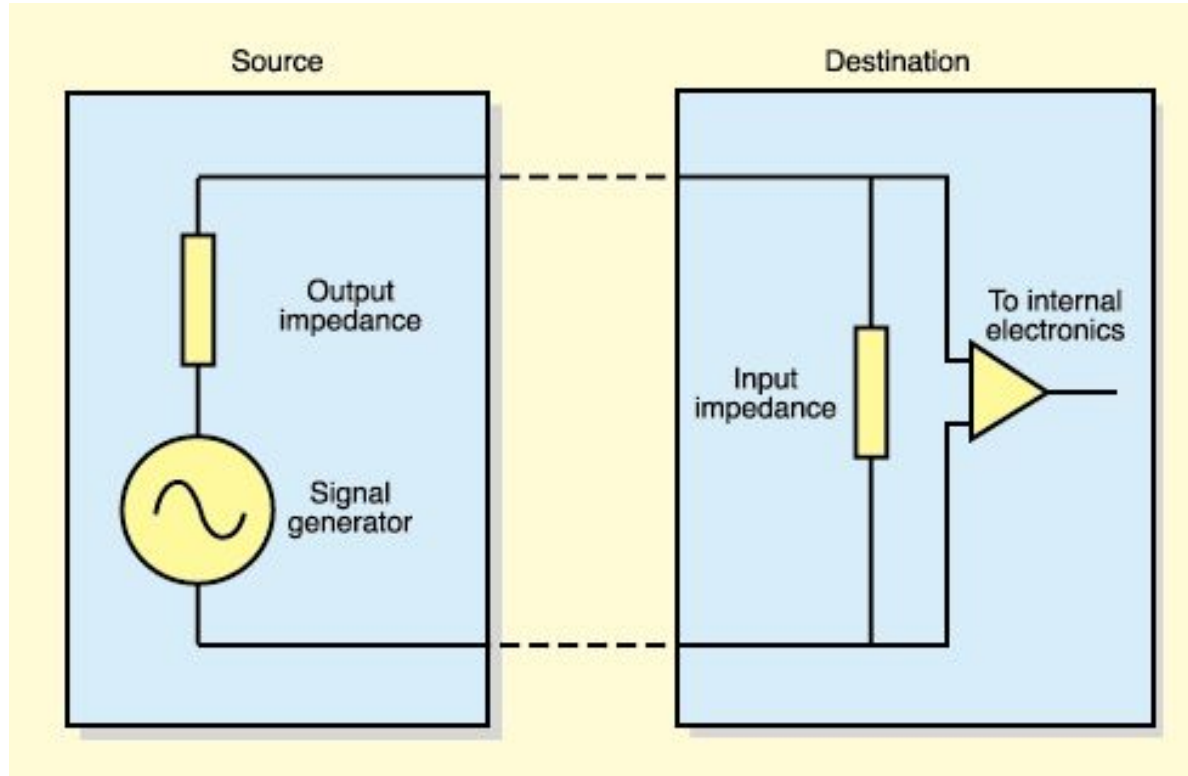 Source
Destination
Output
impedance
Signal
generator
Input
impedance
To internal
electronics